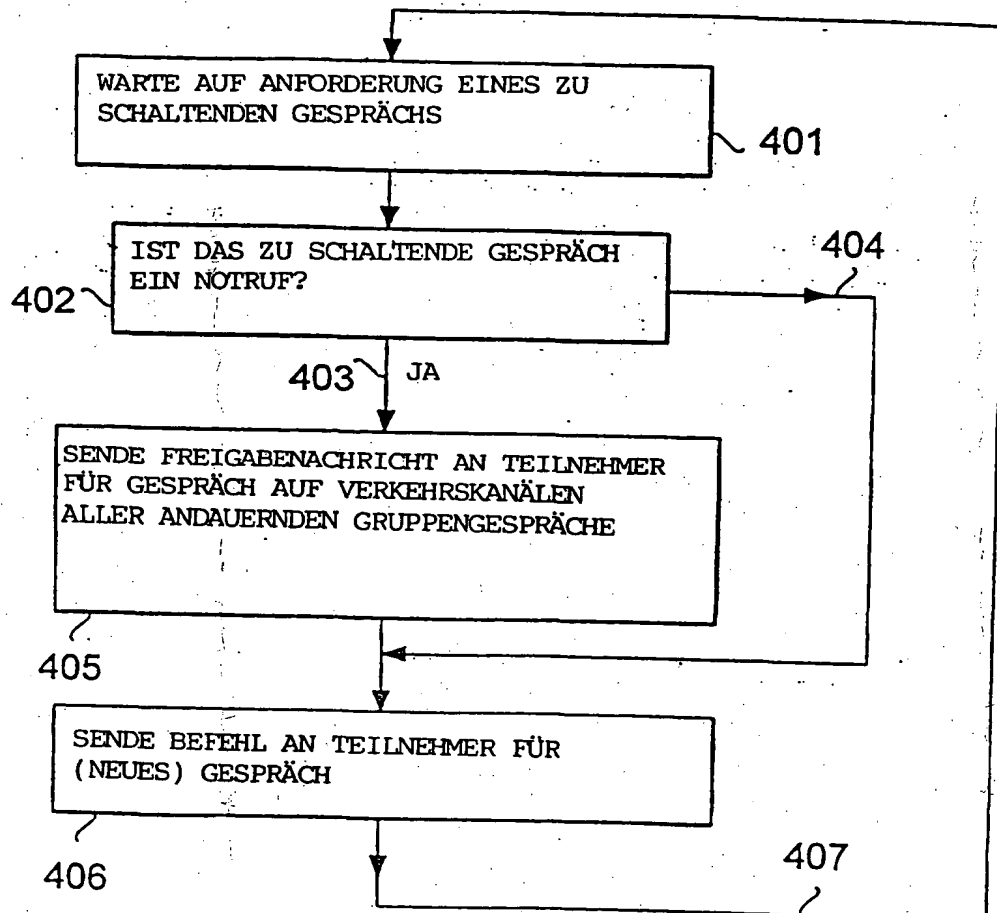 WARTE AUF ANFORDERUNG EINES ZU
SCHALTENDEN GESPRÄCHS
401
IST DAS ZU SCHALTENDE GESPRÄCH
EIN NOTRUF?
402
404
403
JA
SENDE FREIGABENACHRICHT AN TEILNEHMER
FÜR GESPRÄCH AUF VERKEHRSKANÄLEN
ALLER ANDAUERNDEN GRUPPENGESPRÄCHE
405
SENDE BEFEHL AN TEILNEHMER FÜR
(NEUES) GESPRÄCH
406
407